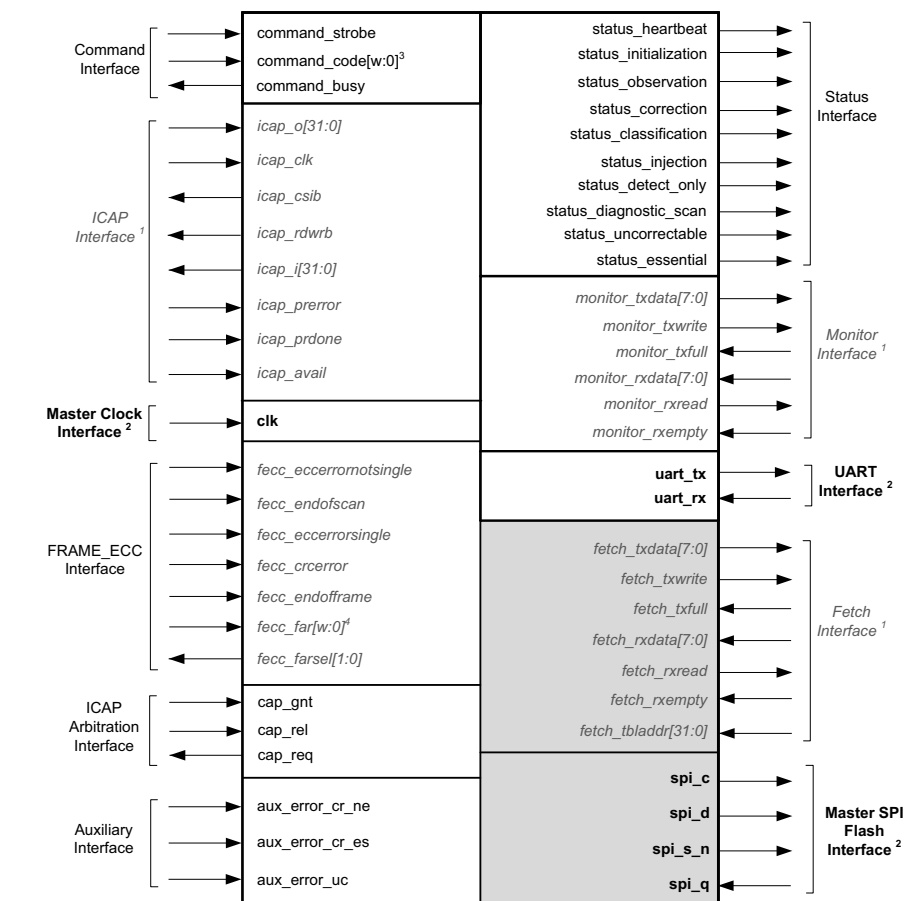 Command
Interface
command_strobe
command_code[w:0]3
command_busy
ICAP
Interface 1
icap_o[31:0]
icap_clk
icap_csib
icap_rdwrb
icap_i[31:0]
icap_prerror
icap_prdone
icap_avail
Master Clock
Interface 2
clk
FRAME_ECC
Interface
fecc_eccerrornotsingle
fecc_endofscan
fecc_eccerrorsingle
fecc_crcerror
fecc_endofframe
fecc_far[w:0]4
fecc_farsel[1:0]
ICAP
Arbitration
Interface
cap_gnt
cap_rel
cap_req
Auxiliary
Interface
aux_error_cr_ne
aux_error_cr_es
aux_error_uc
status_heartbeat
status_initialization
status_observation
status_correction
status_classification
status_injection
status_detect_only
status_diagnostic_scan
status_uncorrectable
status_essential
Status
Interface
monitor_txdata[7:0]
monitor_txwrite
monitor_txfull
monitor_rxdata[7:0]
monitor_rxread
monitor_rxempty
Monitor
Interface 1
uart_tx
uart_rx
UART
Interface 2
fetch_txdata[7:0]
fetch_txwrite
fetch_txfull
fetch_rxdata[7:0]
fetch_rxread
fetch_rxempty
fetch_tbladdr[31:0]
Fetch
Interface 1
spi_c
spi_d
spi_s_n
spi_q
Master SPI
Flash
Interface 2